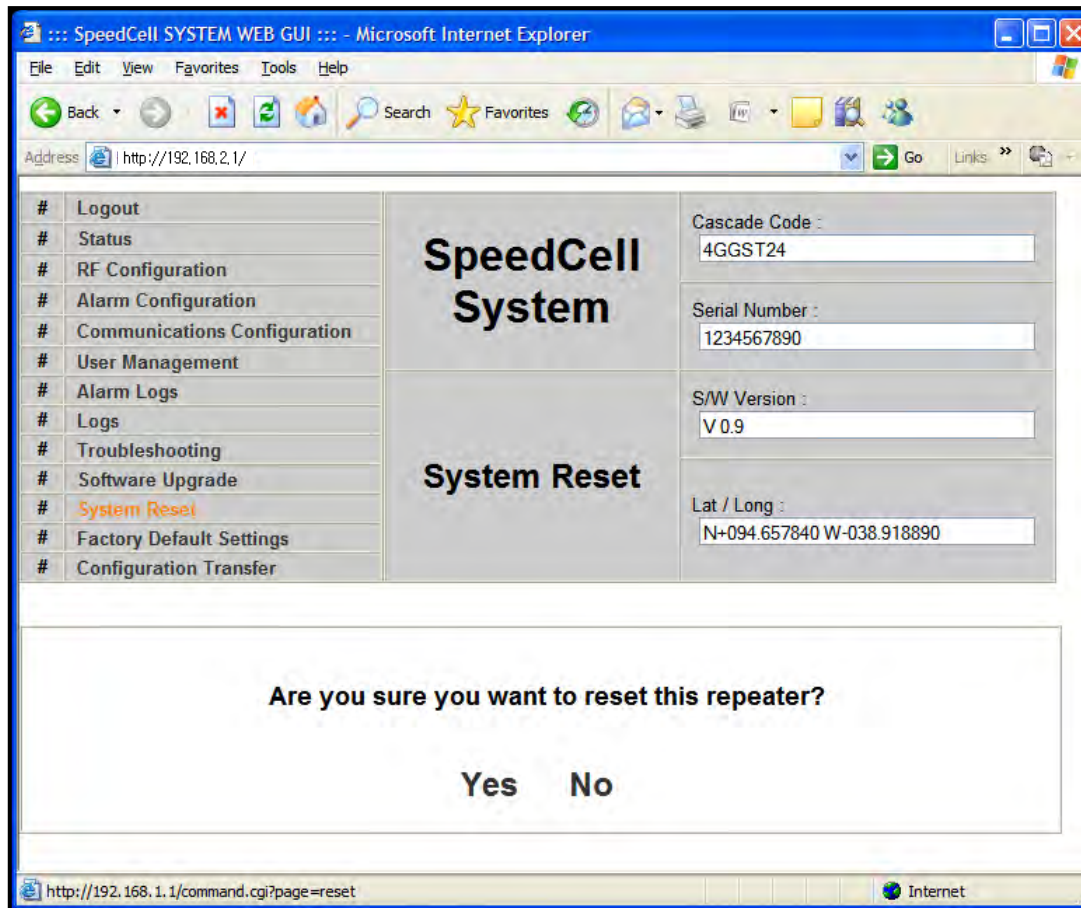 ::: SpeedCell SYSTEM WEB GUI ::: - Microsoft Internet Explorer
File Edit View Favorites Tools Help
Back Search Favorites
Address http://192.168.2.1/ Go Links »
# Logout
# Status
# RF Configuration
# Alarm Configuration
# Communications Configuration
# User Management
# Alarm Logs
# Logs
# Troubleshooting
# Software Upgrade
# System Reset
# Factory Default Settings
# Configuration Transfer
SpeedCell
System
System Reset
Cascade Code :
4GGST24
Serial Number :
1234567890
S/W Version :
V 0.9
Lat / Long :
N+094.657840 W-038.918890
Are you sure you want to reset this repeater?
Yes No
http://192.168.1.1/command.cgi?page=reset Internet